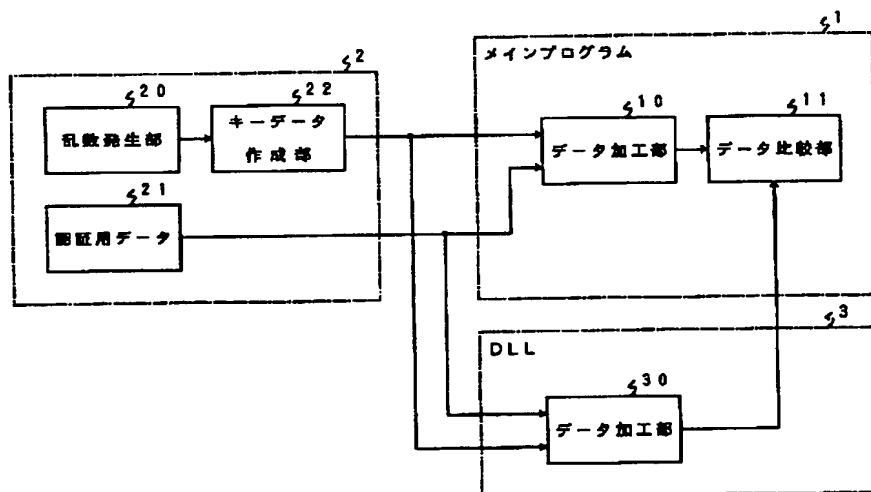 1
メインプログラム
2
20
22
乱数発生部
キーデータ
作成部
10
11
データ加工部
データ比較部
21
認証用データ
3
DLL
30
データ加工部